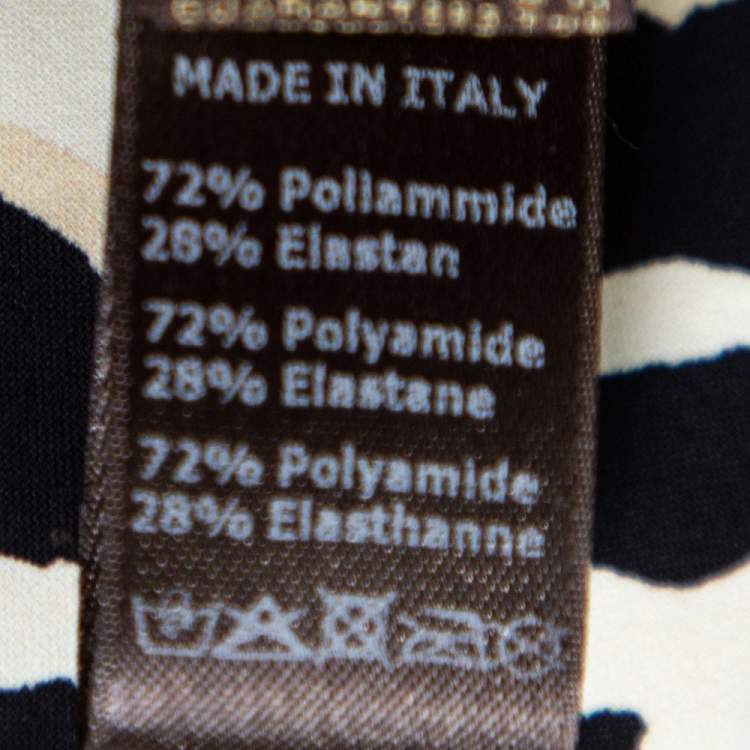 MADE IN ITALY
72% Poliammide
28% Elastan
72% Polyamide
28% Elastane
72% Polyamide
28% Elasthanne